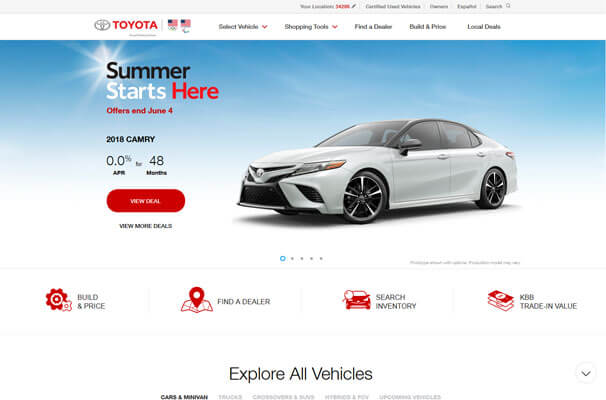 Your Location: 34286
Certified Used Vehicles
Owners
Español
Search
TOYOTA
Select Vehicle
Shopping Tools
Find a Dealer
Build & Price
Local Deals
Summer
Starts Here
Offers end June 4
2018 CAMRY
0.0% for 48
APR Months
VIEW DEAL
VIEW MORE DEALS
Prototype shown with options. Production model may vary.
BUILD
& PRICE
FIND A DEALER
SEARCH
INVENTORY
KBB
TRADE-IN VALUE
Explore All Vehicles
CARS & MINIVAN
TRUCKS
CROSSOVERS & SUVS
HYBRIDS & FCV
UPCOMING VEHICLES